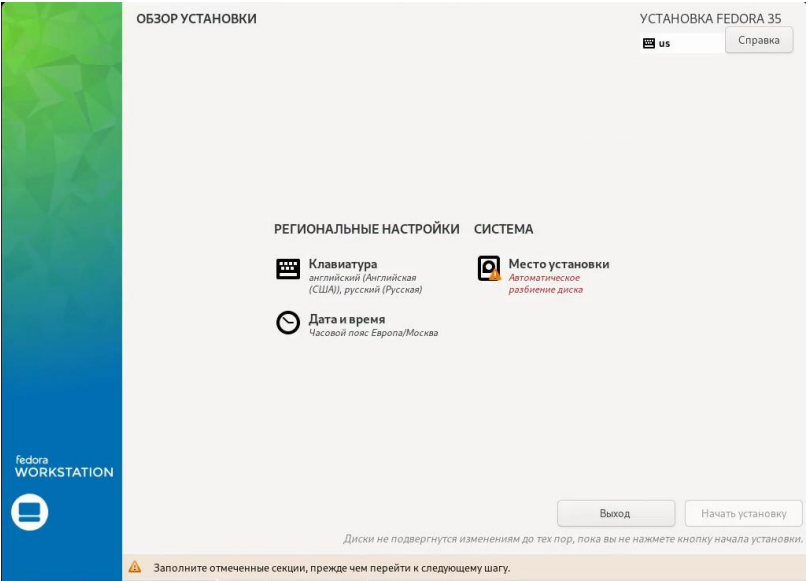 ОБЗОР УСТАНОВКИ
УСТАНОВКА FEDORA 35
us
Справка
РЕГИОНАЛЬНЫЕ НАСТРОЙКИ
СИСТЕМА
Клавиатура
английский (Английская
(США)), русский (Русская)
Место установки
Автоматическое
разбиение диска
Дата и время
Часовой пояс Европа/Москва
fedora
WORKSTATION
Выход
Начать установку
Диски не подвергнутся изменениям до тех пор, пока вы не нажмете кнопку начала установки.
Заполните отмеченные секции, прежде чем перейти к следующему шагу.